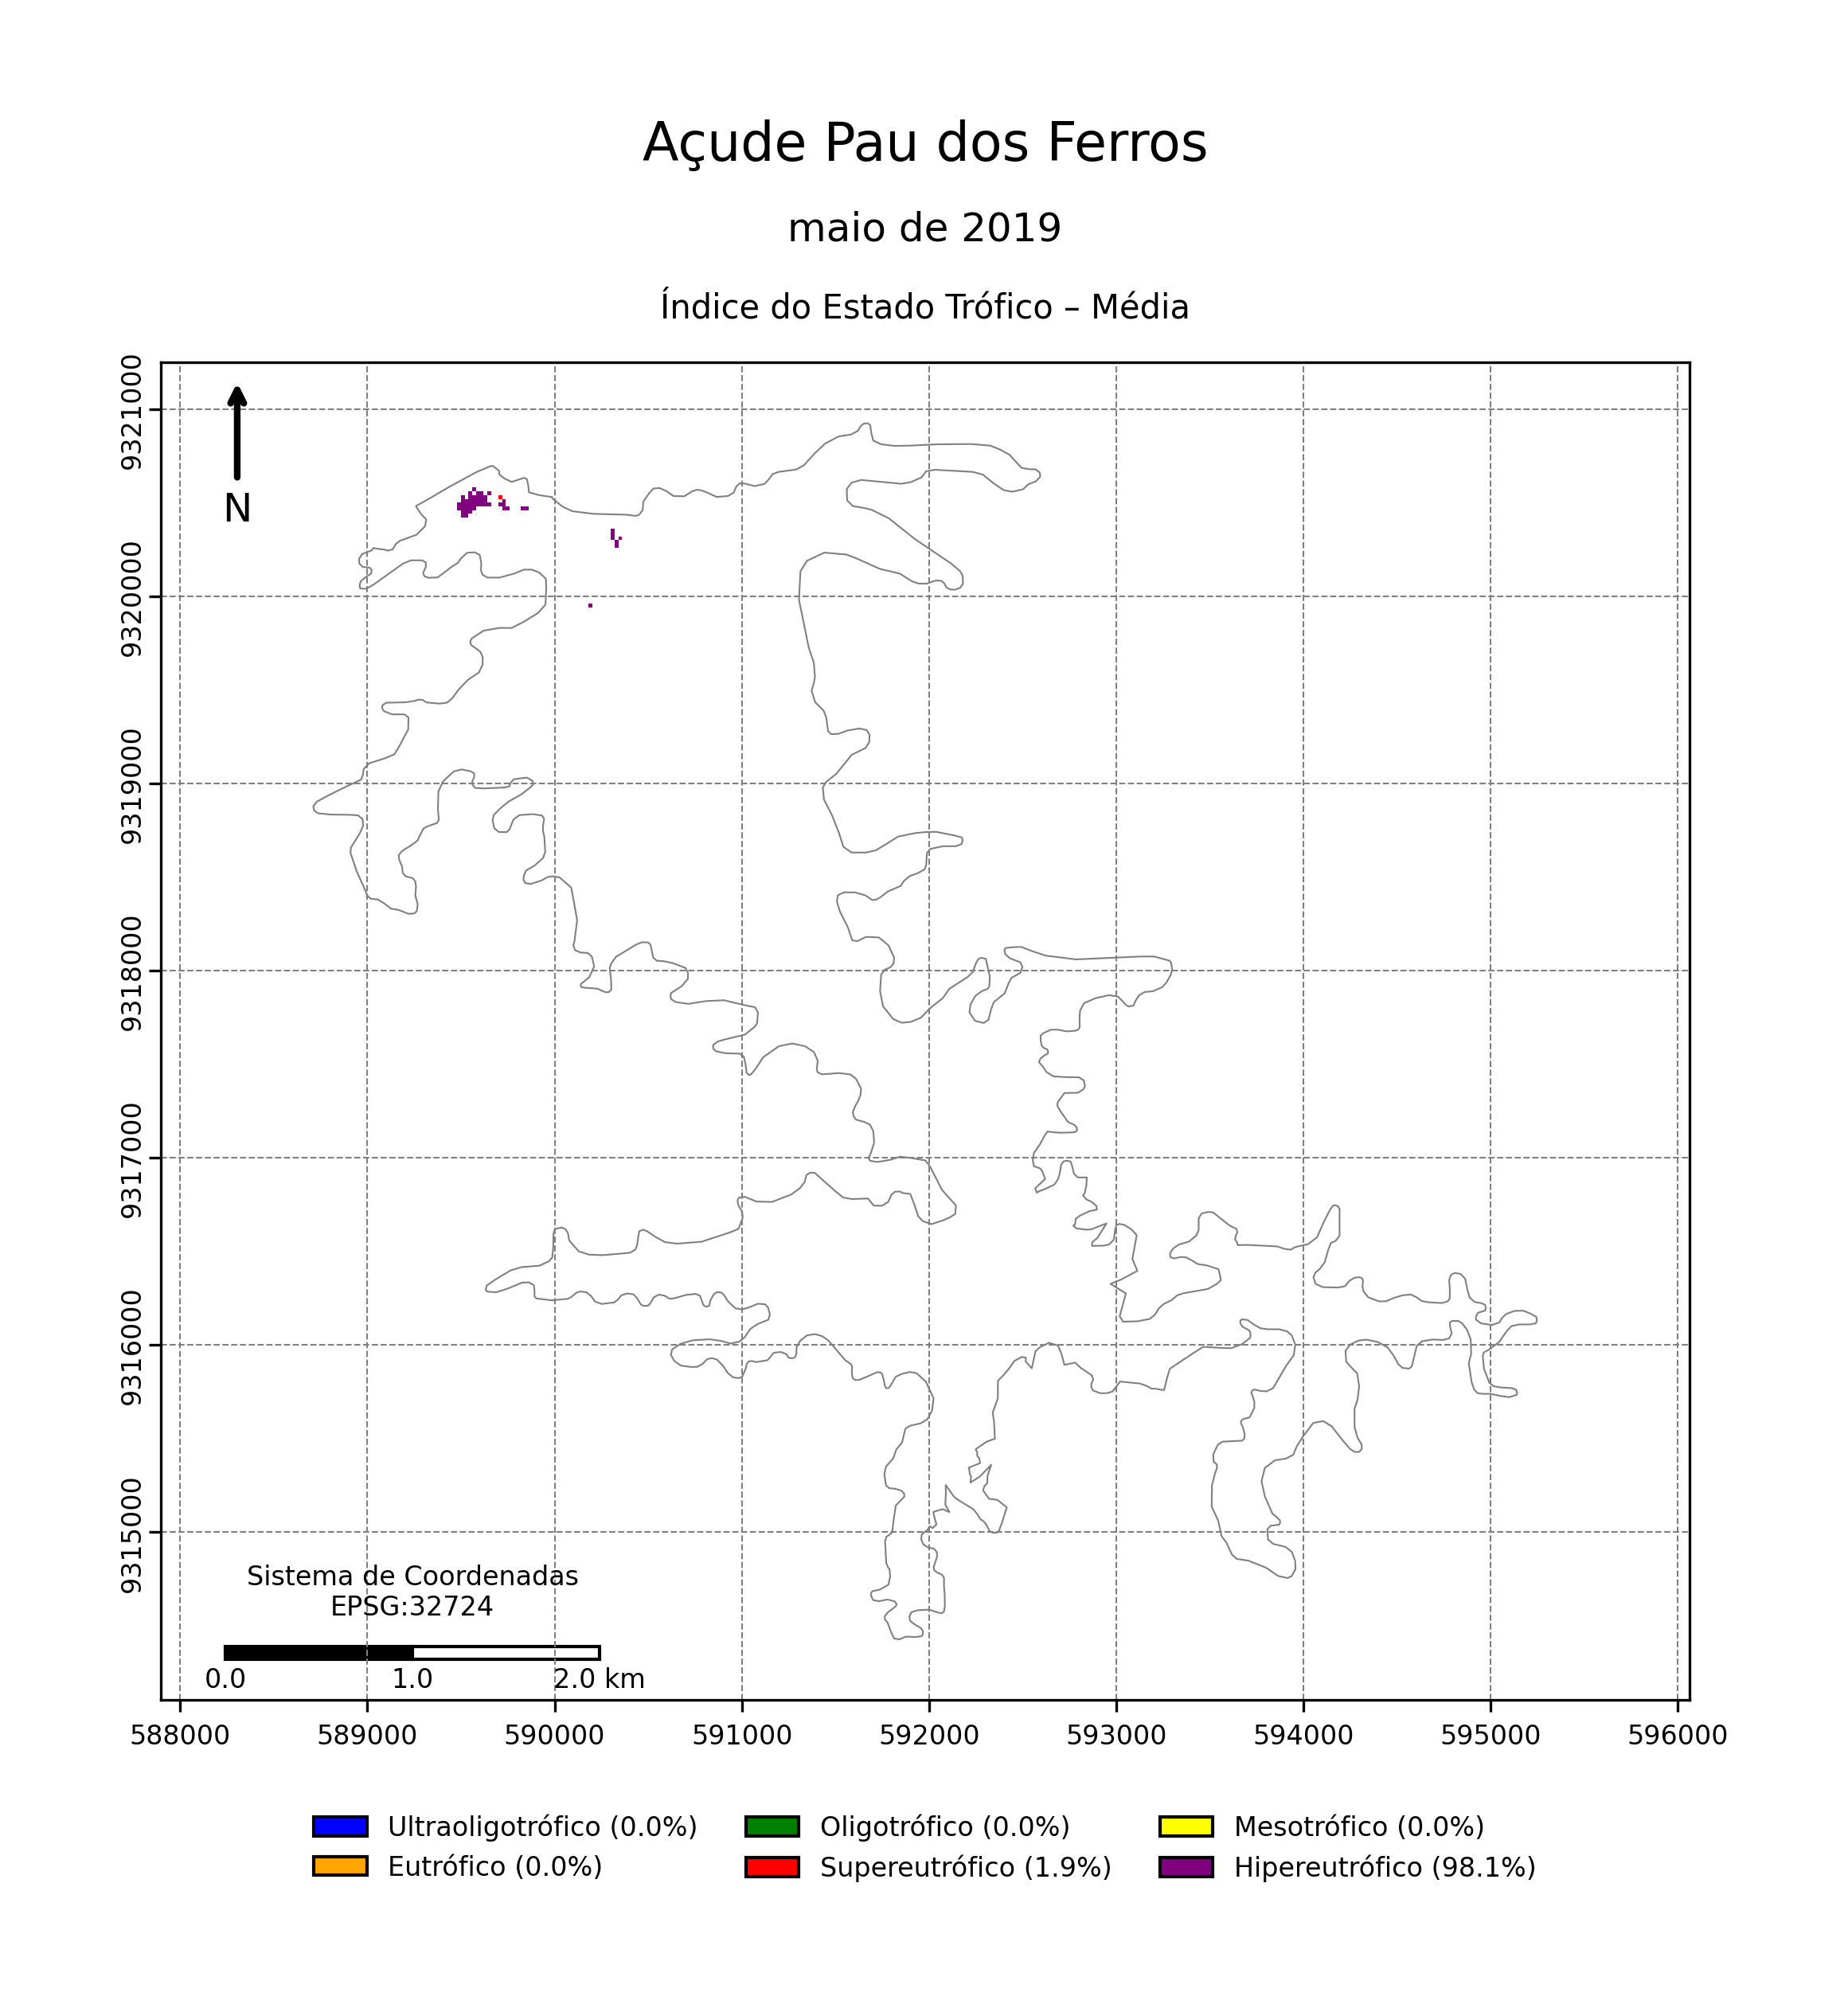 Açude Pau dos Ferros
maio de 2019
Índice do Estado Trófico – Média
N
9321000
9320000
9319000
9318000
9317000
9316000
9315000
Sistema de Coordenadas
EPSG:32724
0.0 1.0 2.0 km
588000 589000 590000 591000 592000 593000 594000 595000 596000
Ultraoligotrófico (0.0%) Oligotrófico (0.0%) Mesotrófico (0.0%)
Eutrófico (0.0%) Supereutrófico (1.9%) Hipereutrófico (98.1%)